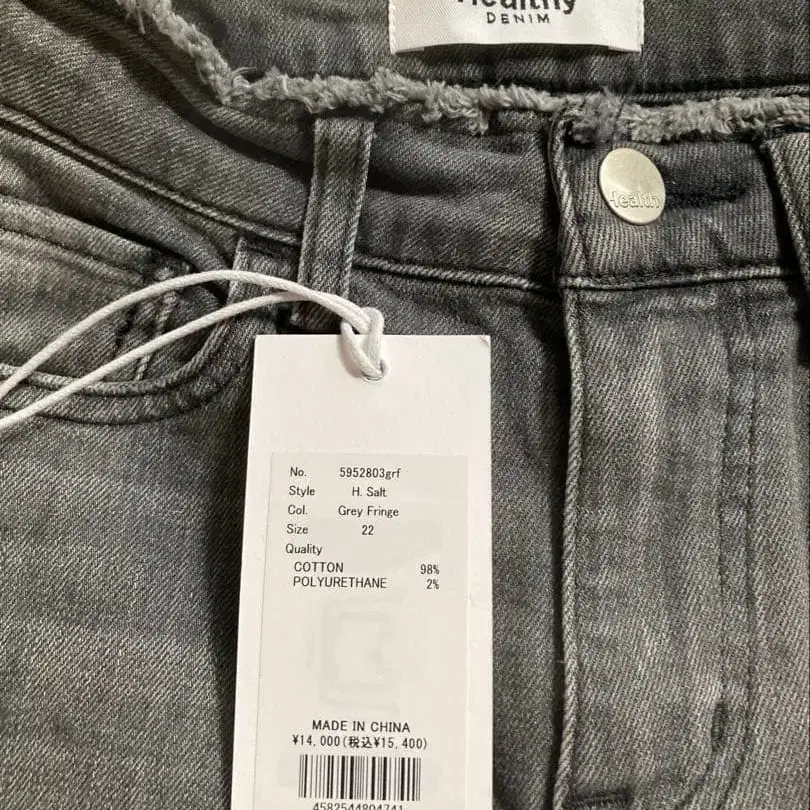 Healthy
DENIM
Healthy
No. 5952803grf
Style H. Salt
Col. Grey Fringe
Size 22
Quality
COTTON 98%
POLYURETHANE 2%
MADE IN CHINA
¥14,000(税込¥15,400)
4582544804741